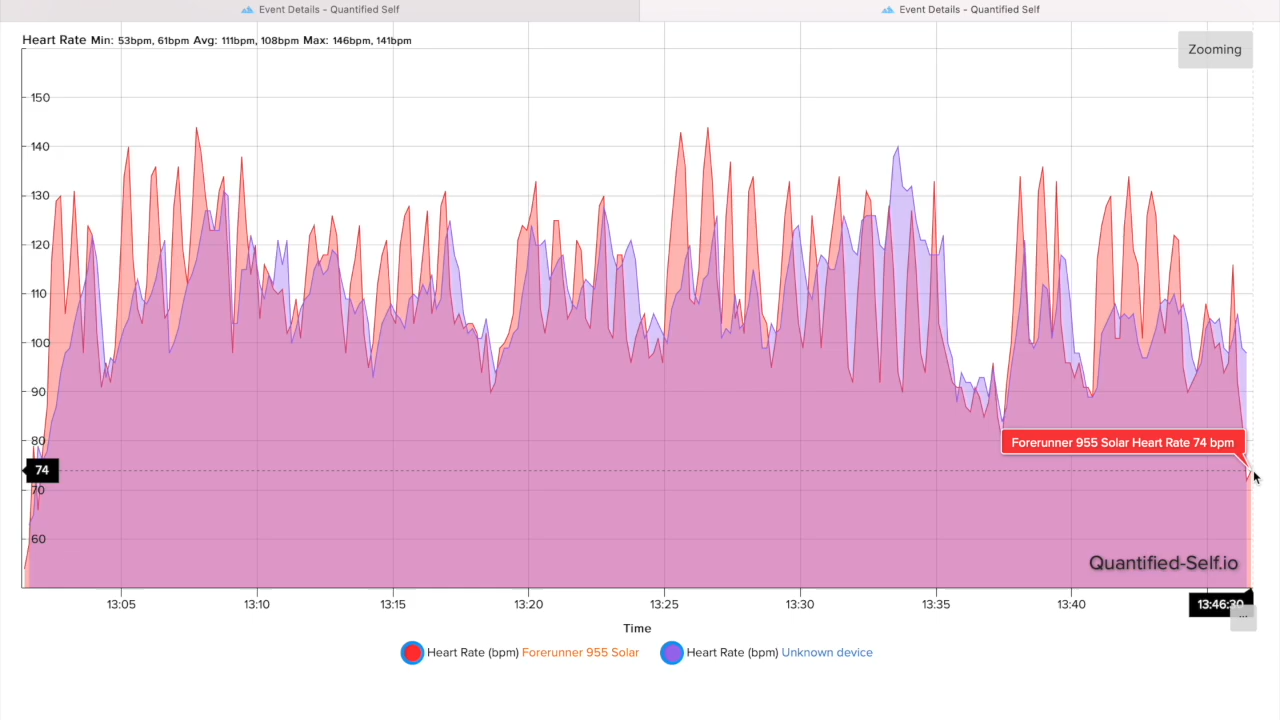 Event Details - Quantified Self
Event Details - Quantified Self
Heart Rate Min: 53bpm, 61bpm Avg: 111bpm, 108bpm Max: 146bpm, 141bpm
Zooming
150
140
130
120
110
100
90
80
Forerunner 955 Solar Heart Rate 74 bpm
74
70
60
Quantified-Self.io
13:05
13:10
13:15
13:20
13:25
13:30
13:35
13:40
13:46:30
...
Time
Heart Rate (bpm) Forerunner 955 Solar
Heart Rate (bpm) Unknown device